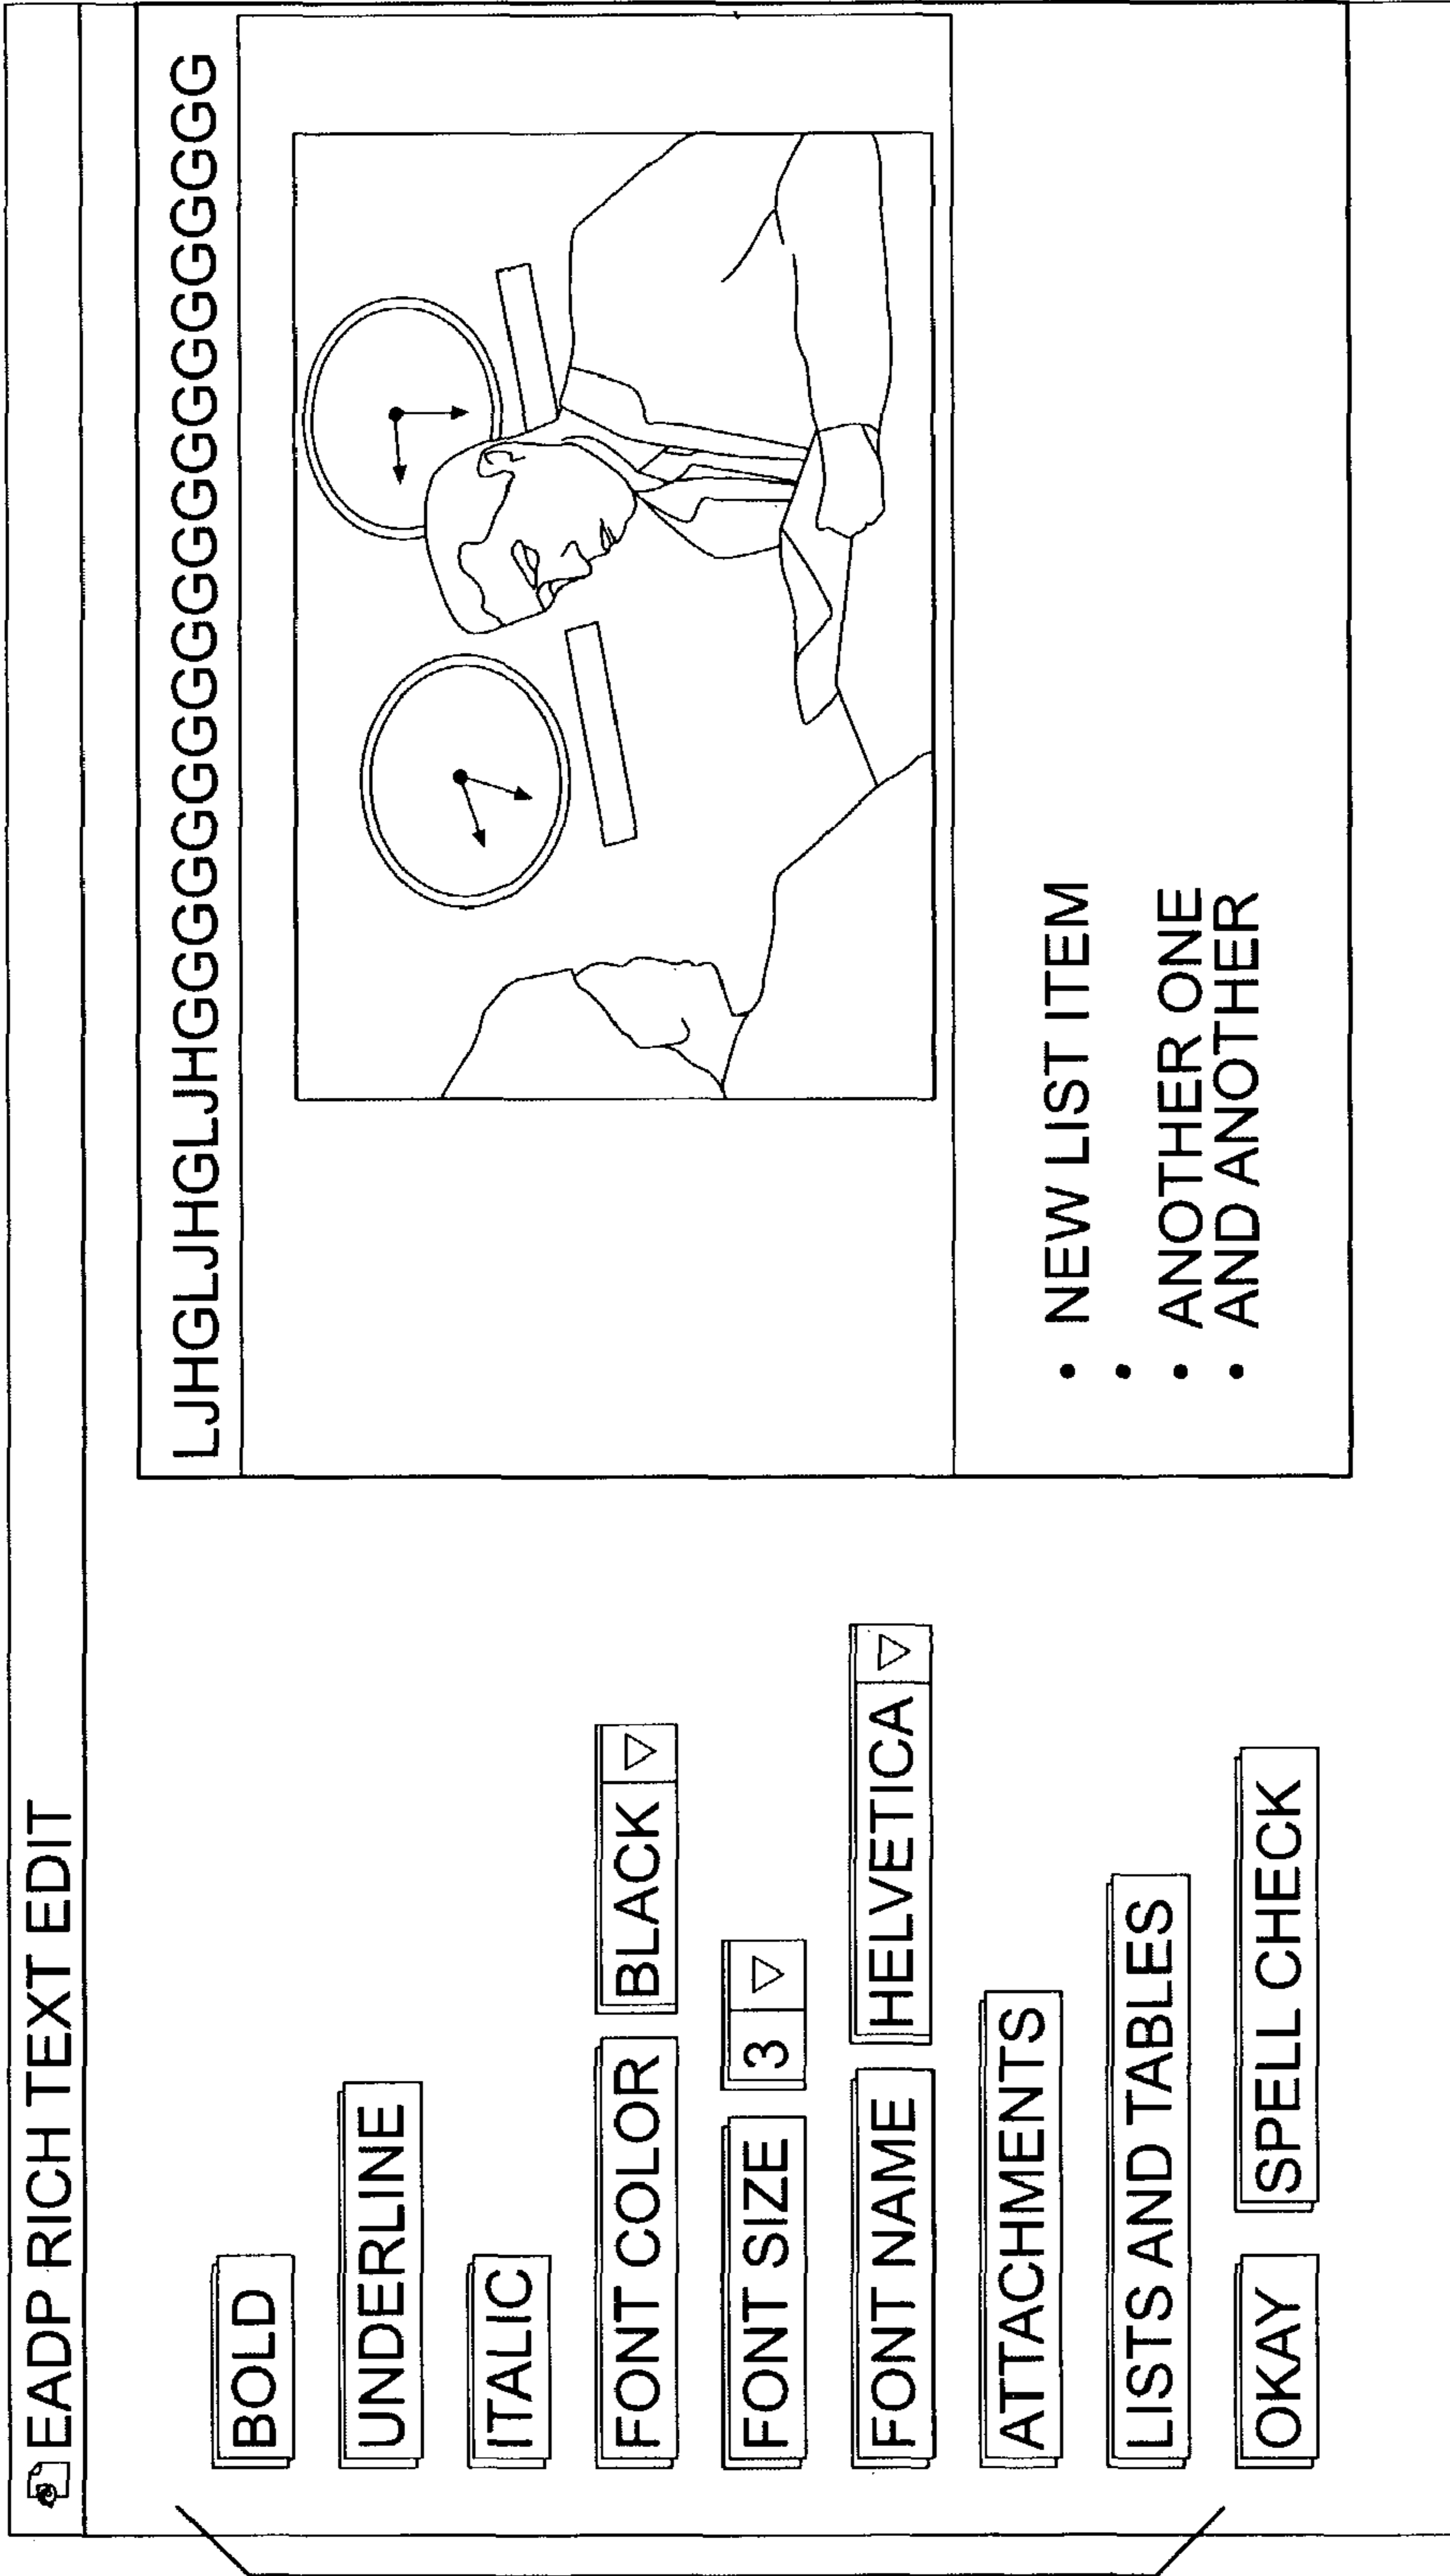 EADP RICH TEXT EDIT
BOLD
UNDERLINE
ITALIC
FONT COLOR BLACK
FONT SIZE 3
FONT NAME HELVETICA
ATTACHMENTS
LISTS AND TABLES
OKAY SPELL CHECK
LJHGLJHGLJHGGGGGGGGGGGGGGGGGGGGG
• NEW LIST ITEM
•
• ANOTHER ONE
• AND ANOTHER